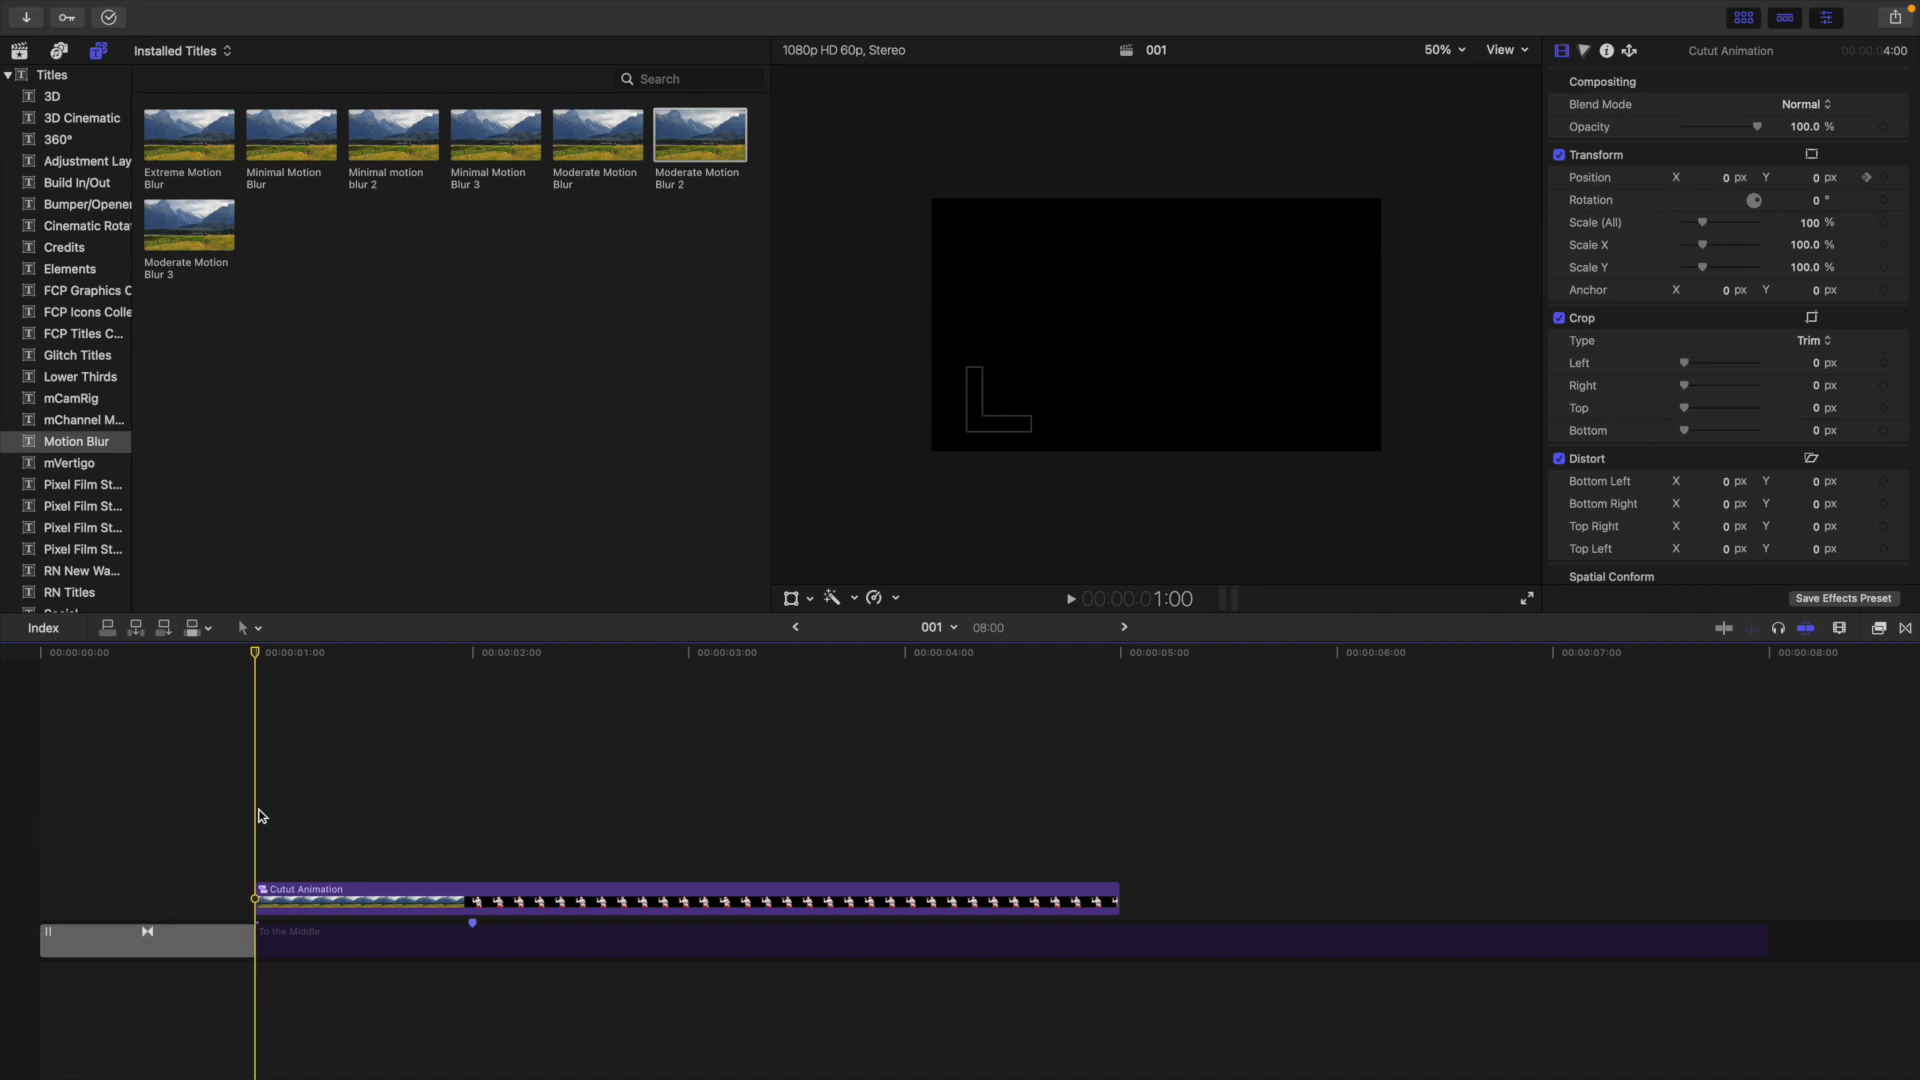 Installed Titles
1080p HD 60p, Stereo
001
50%
View
Cutut Animation
00:00:04:00
Titles
3D
3D Cinematic
360°
Adjustment Lay
Build In/Out
Bumper/Opener
Cinematic Rota
Credits
Elements
FCP Graphics C
FCP Icons Colle
FCP Titles C...
Glitch Titles
Lower Thirds
mCamRig
mChannel M...
Motion Blur
mVertigo
Pixel Film St...
Pixel Film St...
Pixel Film St...
Pixel Film St...
RN New Wa...
RN Titles
Social
Search
Extreme Motion Blur
Minimal Motion Blur
Minimal motion blur 2
Minimal Motion Blur 3
Moderate Motion Blur
Moderate Motion Blur 2
Moderate Motion Blur 3
Compositing
Blend Mode Normal
Opacity 100.0 %
Transform
Position X 0 px Y 0 px
Rotation 0 °
Scale (All) 100 %
Scale X 100.0 %
Scale Y 100.0 %
Anchor X 0 px Y 0 px
Crop
Type Trim
Left 0 px
Right 0 px
Top 0 px
Bottom 0 px
Distort
Bottom Left X 0 px Y 0 px
Bottom Right X 0 px Y 0 px
Top Right X 0 px Y 0 px
Top Left X 0 px Y 0 px
Spatial Conform
00:00:01:00
Save Effects Preset
Index
001
08:00
00:00:00:00
00:00:01:00
00:00:02:00
00:00:03:00
00:00:04:00
00:00:05:00
00:00:06:00
00:00:07:00
00:00:08:00
Cutut Animation
To the Middle